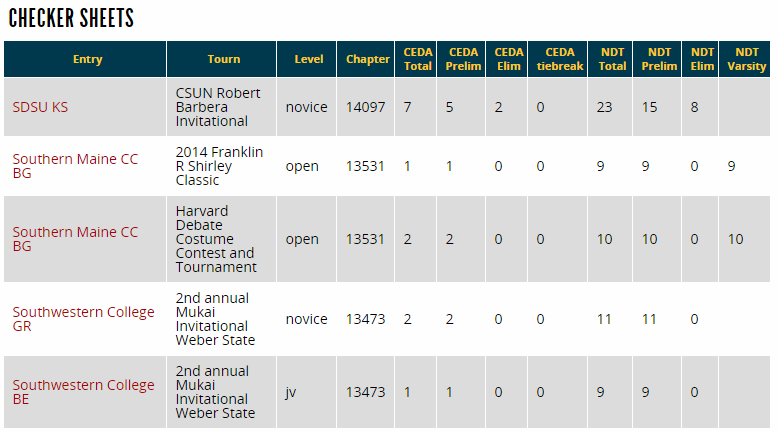 CHECKER SHEETS
Entry Tourn Level Chapter CEDA Total CEDA Prelim CEDA Elim CEDA tiebreak NDT Total NDT Prelim NDT Elim NDT Varsity
SDSU KS CSUN Robert Barbera Invitational novice 14097 7 5 2 0 23 15 8
Southern Maine CC BG 2014 Franklin R Shirley Classic open 13531 1 1 0 0 9 9 0 9
Southern Maine CC BG Harvard Debate Costume Contest and Tournament open 13531 2 2 0 0 10 10 0 10
Southwestern College GR 2nd annual Mukai Invitational Weber State novice 13473 2 2 0 0 11 11 0
Southwestern College BE 2nd annual Mukai Invitational Weber State jv 13473 1 1 0 0 9 9 0